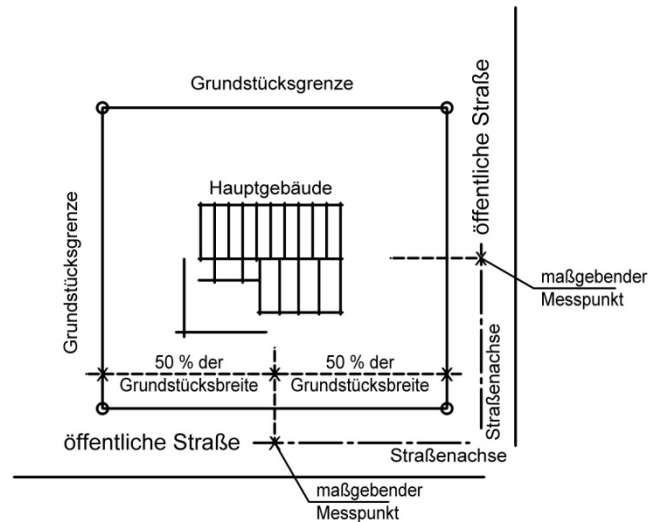 Grundstücksgrenze
öffentliche Straße
Hauptgebäude
Grundstücksgrenze
maßgebender
Messpunkt
50 % der
Grundstücksbreite
50 % der
Grundstücksbreite
Straßenachse
öffentliche Straße
Straßenachse
maßgebender
Messpunkt